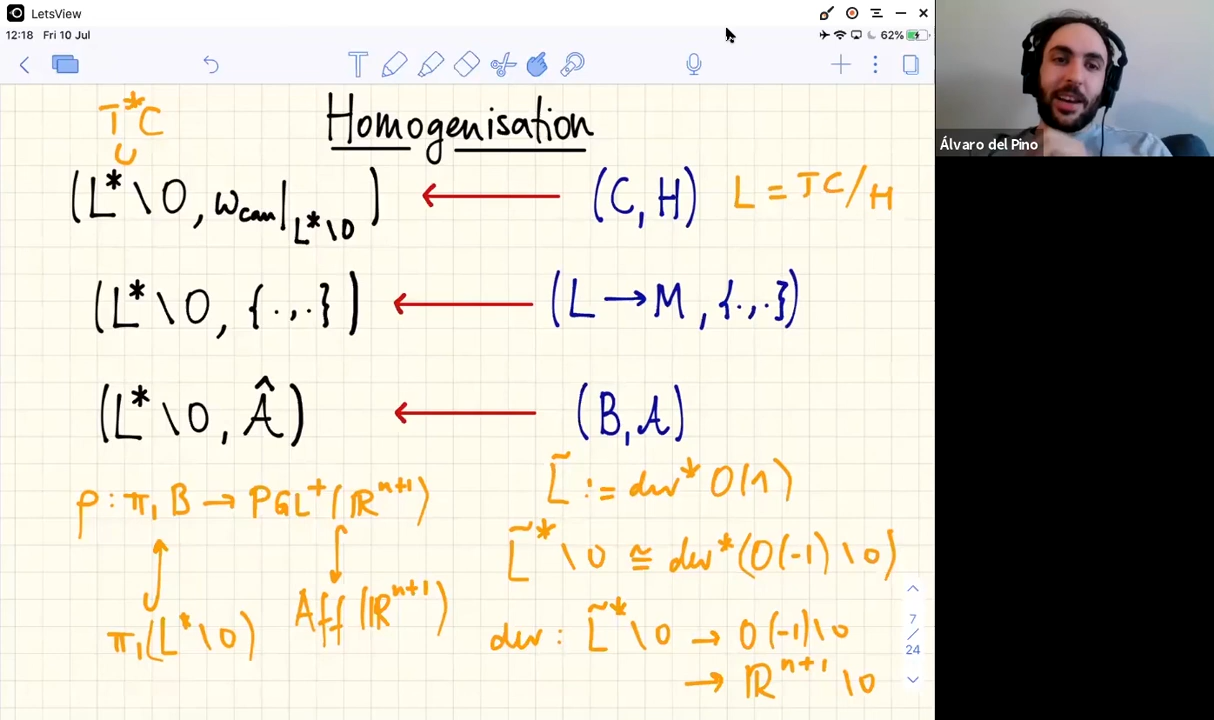 LetsView
12:18 Fri 10 Jul
62%
Álvaro del Pino
T*C
Homogenisation
∪
(L*\0, ω_can|_{L*\0}) ← (C, H) L = TC/H
(L*\0, {·,·}) ← (L → M, {·,·})
(L*\0, Â) ← (B, A)
L̃ := dev* O(1)
ρ: π₁B → PGL⁺(ℝⁿ⁺¹)
L̃*\0 ≅ dev*(O(-1)\0)
Aff(ℝⁿ⁺¹)
π₁(L*\0)
dev: L̃*\0 → O(-1)\0
→ ℝⁿ⁺¹\0
7
/
24